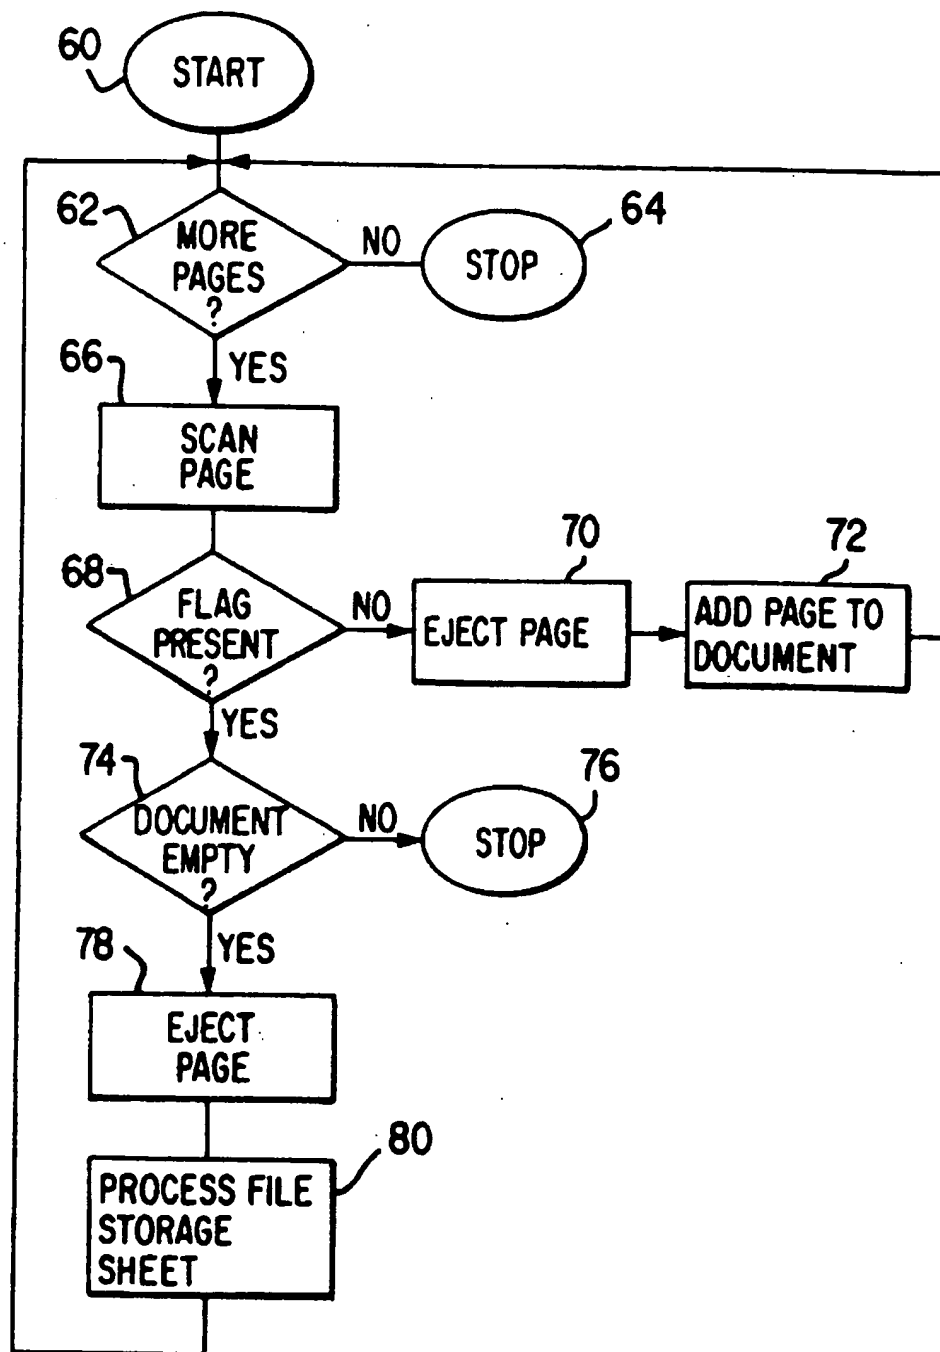 60
START
62
MORE
PAGES
?
NO
64
STOP
YES
66
SCAN
PAGE
68
FLAG
PRESENT
?
NO
70
EJECT PAGE
72
ADD PAGE TO
DOCUMENT
YES
74
DOCUMENT
EMPTY
?
NO
76
STOP
YES
78
EJECT
PAGE
80
PROCESS FILE
STORAGE
SHEET